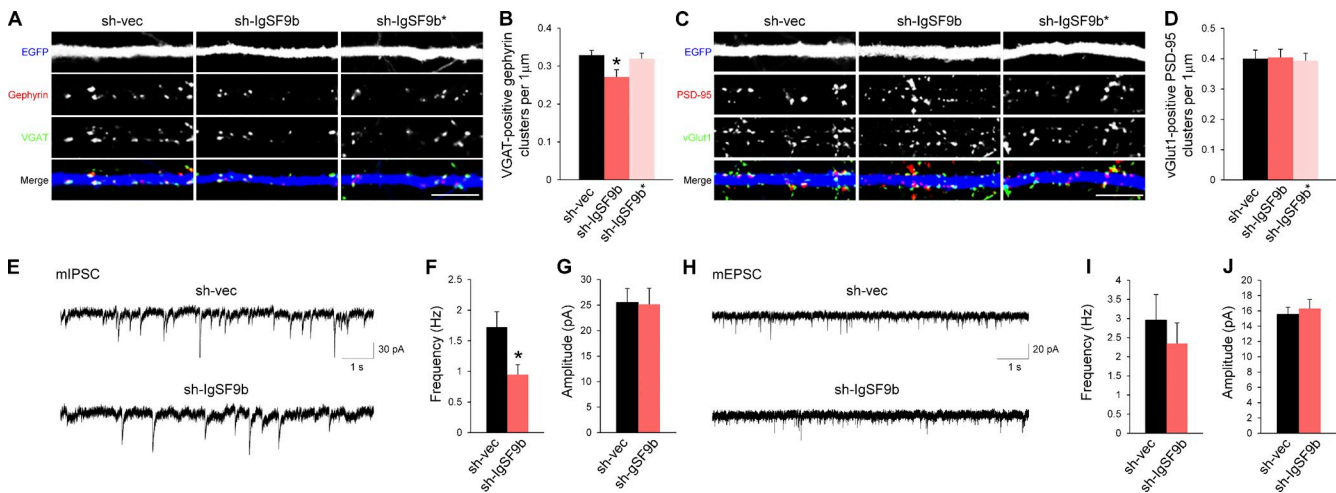 A
sh-vec
sh-IgSF9b
sh-IgSF9b*
EGFP
Gephyrin
VGAT
Merge
B
VGAT-positive gephyrin
clusters per 1µm
0.4
0.3
0.2
0.1
0
*
sh-vec
sh-IgSF9b
sh-IgSF9b*
C
sh-vec
sh-IgSF9b
sh-IgSF9b*
EGFP
PSD-95
vGlut1
Merge
D
vGlut1-positive PSD-95
clusters per 1µm
0.5
0.4
0.3
0.2
0.1
0
sh-vec
sh-IgSF9b
sh-IgSF9b*
E
mIPSC
sh-vec
30 pA
1 s
sh-IgSF9b
F
Frequency (Hz)
2.5
2
1.5
1
0.5
0
*
sh-vec
sh-IgSF9b
G
Amplitude (pA)
30
25
20
15
10
5
0
sh-vec
sh-gSF9b
H
mEPSC
sh-vec
20 pA
1 s
sh-IgSF9b
I
Frequency (Hz)
4
3.5
3
2.5
2
1.5
1
0.5
0
sh-vec
sh-IgSF9b
J
Amplitude (pA)
18
16
14
12
10
8
6
4
2
0
sh-vec
sh-IgSF9b